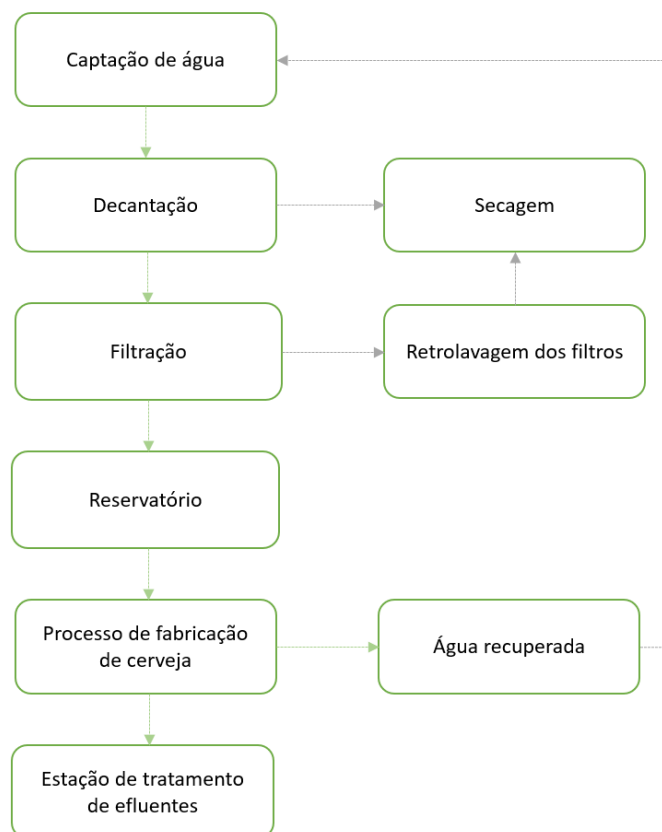 Captação de água
Decantação
Secagem
Filtração
Retrolavagem dos filtros
Reservatório
Processo de fabricação
de cerveja
Água recuperada
Estação de tratamento
de efluentes